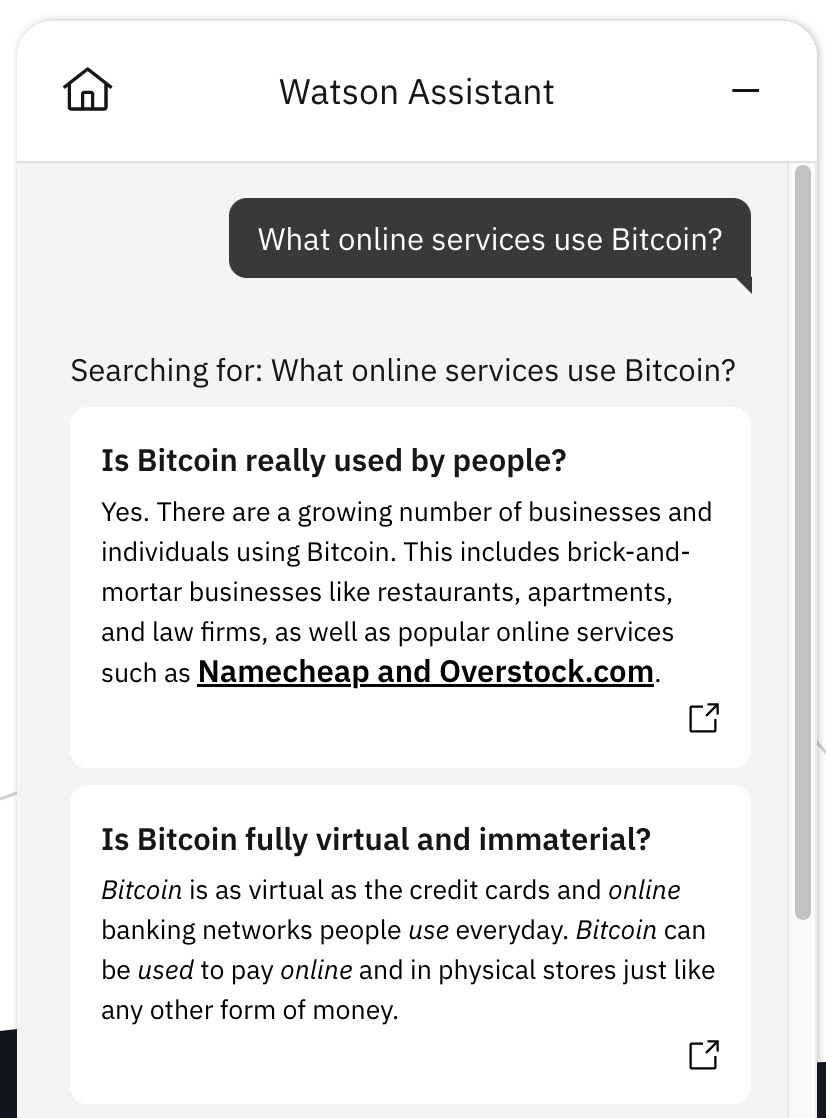 Watson Assistant
What online services use Bitcoin?
Searching for: What online services use Bitcoin?
Is Bitcoin really used by people?
Yes. There are a growing number of businesses and
individuals using Bitcoin. This includes brick-and-
mortar businesses like restaurants, apartments,
and law firms, as well as popular online services
such as Namecheap and Overstock.com.
Is Bitcoin fully virtual and immaterial?
Bitcoin is as virtual as the credit cards and online
banking networks people use everyday. Bitcoin can
be used to pay online and in physical stores just like
any other form of money.